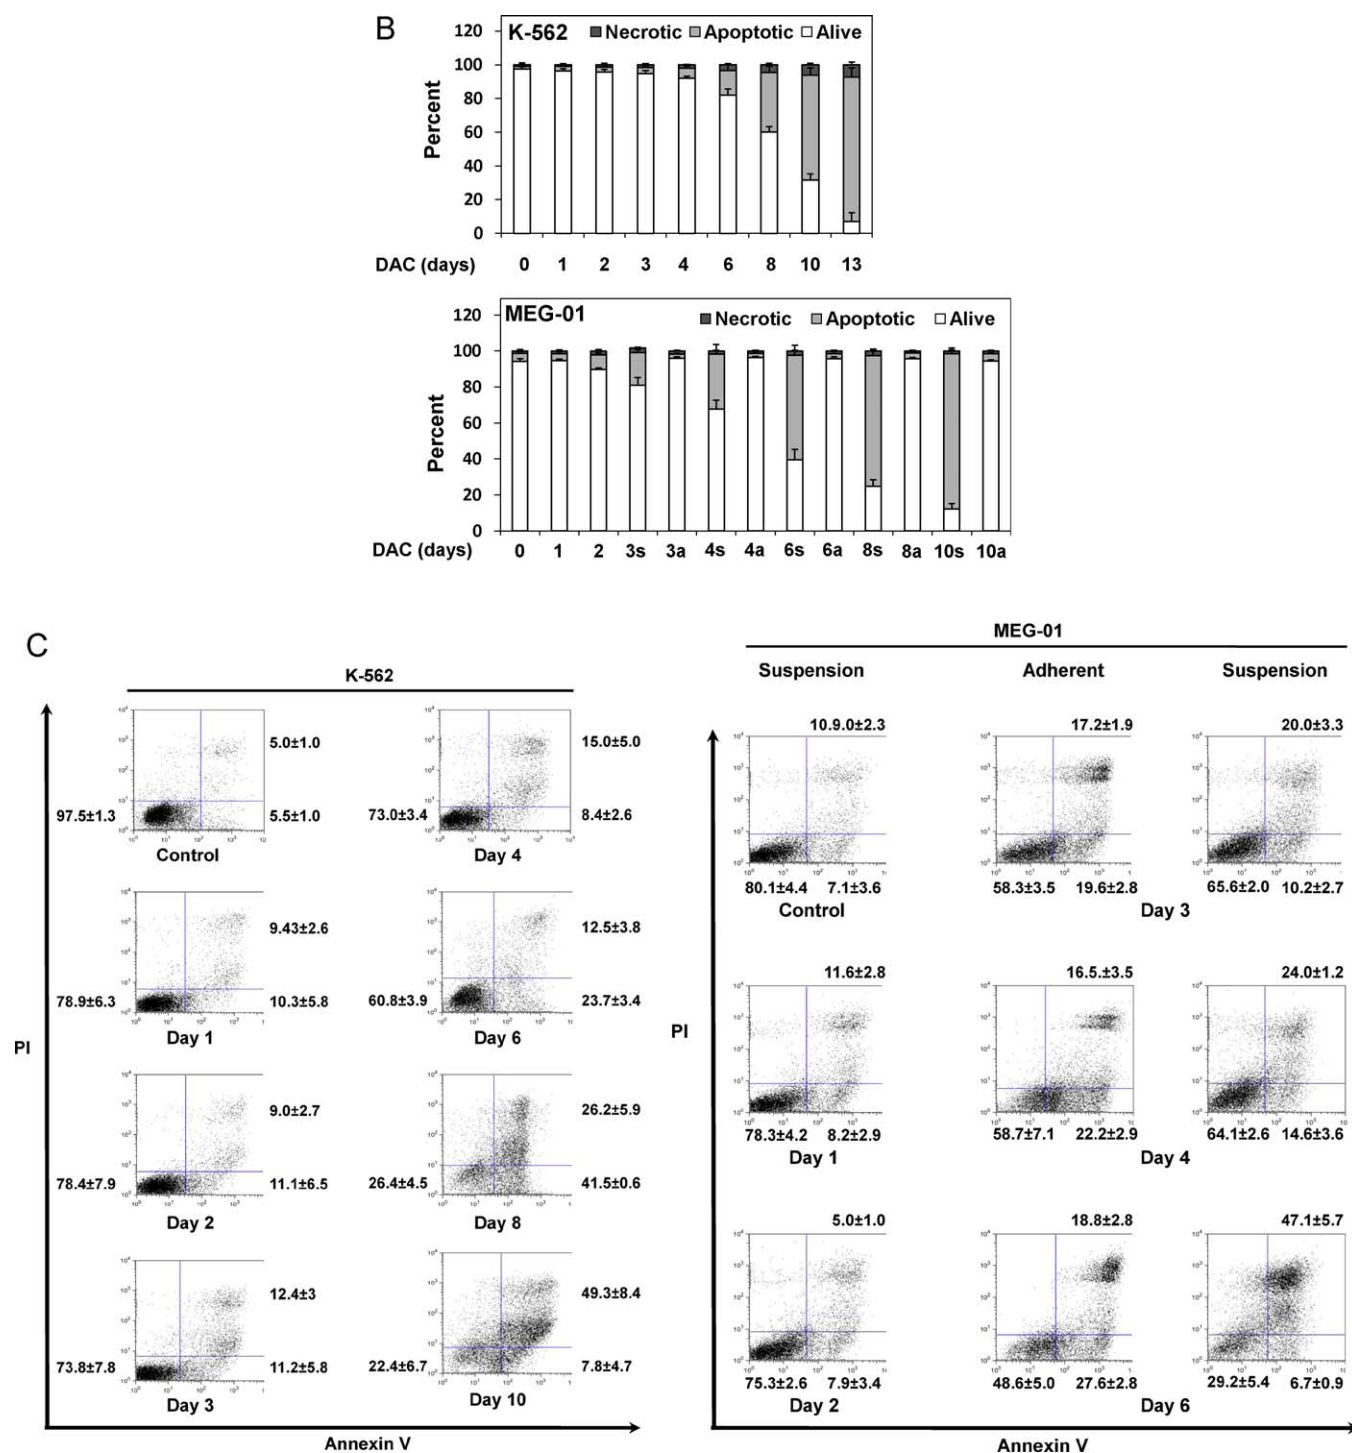 B
K-562 Necrotic Apoptotic Alive
120
100
80
60
40
20
0
Percent
DAC (days) 0 1 2 3 4 6 8 10 13
MEG-01 Necrotic Apoptotic Alive
120
100
80
60
40
20
0
Percent
DAC (days) 0 1 2 3s 3a 4s 4a 6s 6a 8s 8a 10s 10a
C
K-562
5.0±1.0
97.5±1.3 5.5±1.0
Control
15.0±5.0
73.0±3.4 8.4±2.6
Day 4
9.43±2.6
78.9±6.3 10.3±5.8
Day 1
12.5±3.8
60.8±3.9 23.7±3.4
Day 6
9.0±2.7
78.4±7.9 11.1±6.5
Day 2
26.2±5.9
26.4±4.5 41.5±0.6
Day 8
12.4±3
73.8±7.8 11.2±5.8
Day 3
49.3±8.4
22.4±6.7 7.8±4.7
Day 10
PI
Annexin V
MEG-01
Suspension Adherent Suspension
10.9.0±2.3 17.2±1.9 20.0±3.3
80.1±4.4 7.1±3.6 58.3±3.5 19.6±2.8 65.6±2.0 10.2±2.7
Control Day 3
11.6±2.8 16.5.±3.5 24.0±1.2
78.3±4.2 8.2±2.9 58.7±7.1 22.2±2.9 64.1±2.6 14.6±3.6
Day 1 Day 4
5.0±1.0 18.8±2.8 47.1±5.7
75.3±2.6 7.9±3.4 48.6±5.0 27.6±2.8 29.2±5.4 6.7±0.9
Day 2 Day 6
PI
Annexin V